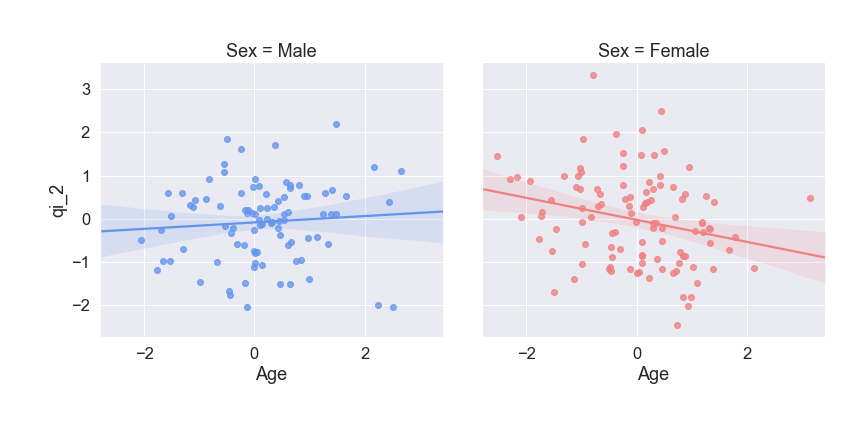 Sex = Male
Sex = Female
3
2
1
0
−1
−2
qi_2
−2 0 2
−2 0 2
Age
Age